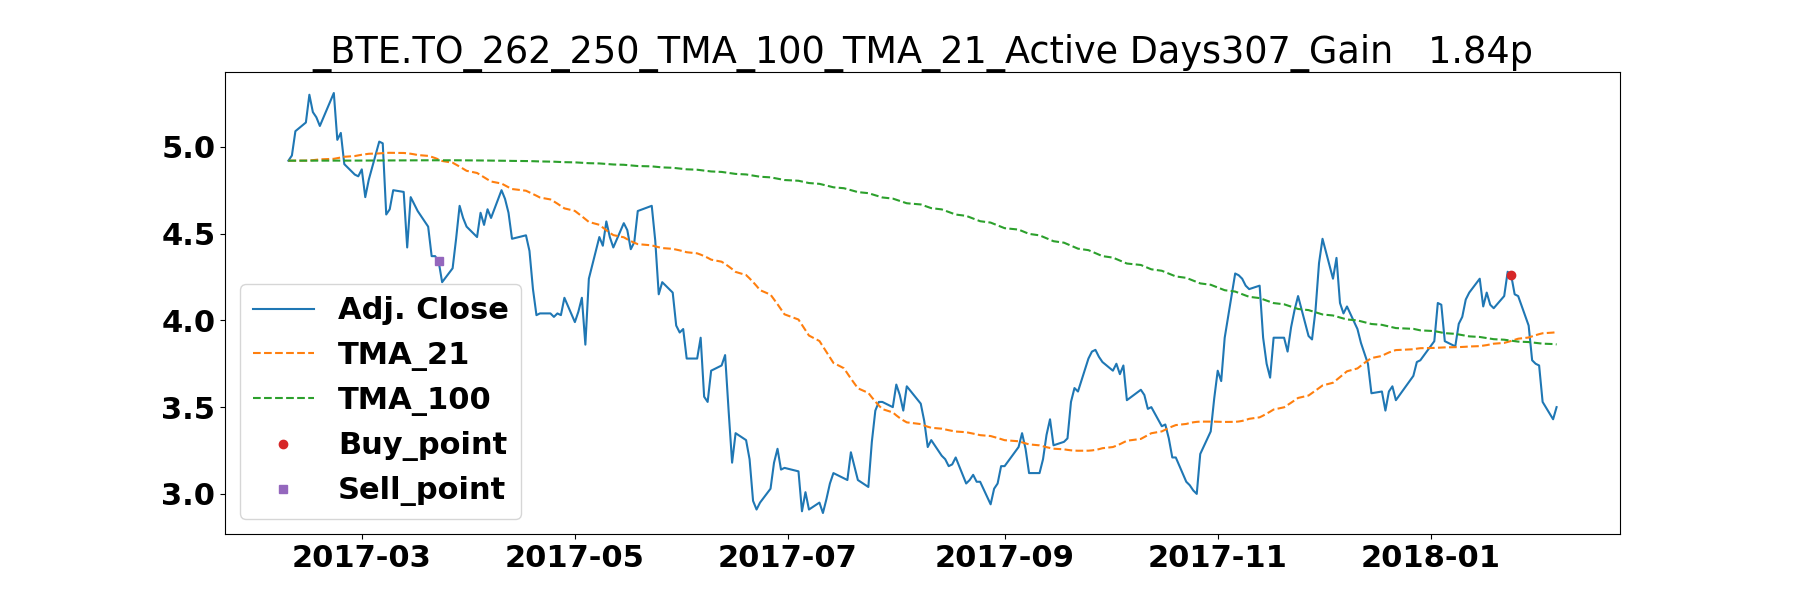 _BTE.TO_262_250_TMA_100_TMA_21_Active Days307_Gain   1.84p
5.0
4.5
4.0
3.5
3.0
Adj. Close
TMA_21
TMA_100
Buy_point
Sell_point
2017-03 2017-05 2017-07 2017-09 2017-11 2018-01